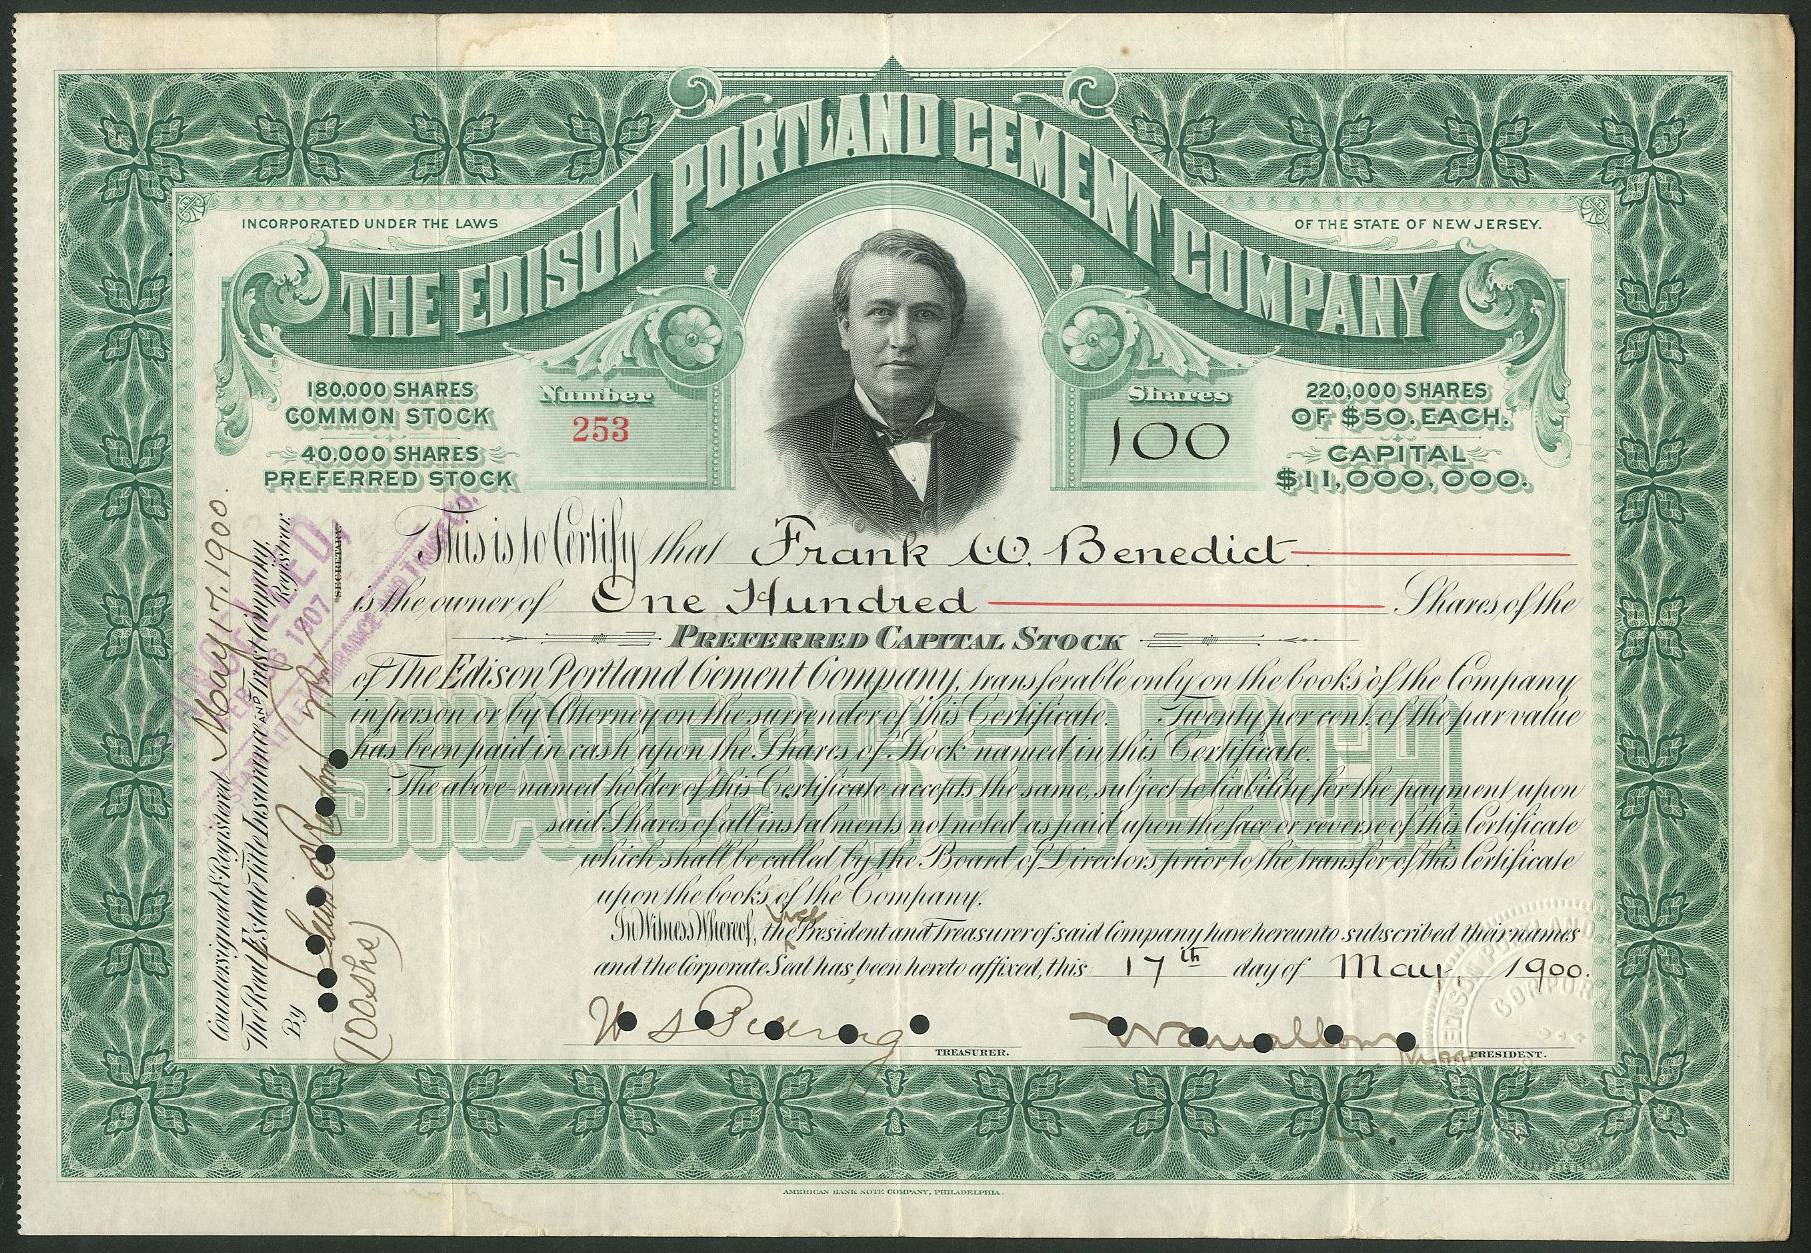 THE EDISON PORTLAND CEMENT COMPANY
INCORPORATED UNDER THE LAWS
OF THE STATE OF NEW JERSEY.
180.000 SHARES
COMMON STOCK
40.000 SHARES
PREFERRED STOCK
Number
253
Shares
100
220,000 SHARES
OF $50. EACH.
CAPITAL
$11,000,000.
This is to Certify that Frank W. Benedict
is the owner of One Hundred Shares of the
PREFERRED CAPITAL STOCK
of The Edison Portland Cement Company, transferable only on the books of the Company,
in person or by Attorney on the surrender of this Certificate. Twenty per cent. of the par value
has been paid in cash upon the Shares of Stock named in this Certificate.
The above-named holder of this Certificate accepts the same, subject to liability for the payment upon
said Shares of all instalments not noted as paid upon the face or reverse of this Certificate
which shall be called by the Board of Directors prior to the transfer of this Certificate
upon the books of the Company.
SHARES $50 EACH
In Witness Whereof, the Vice President and Treasurer of said Company have hereunto subscribed their names
and the Corporate Seal has been hereto affixed, this 17th day of May, 1900.
TREASURER.
PRESIDENT.
Countersigned & Registered May 17, 1900.
The Real Estate Title Insurance AND Trust Company,
Registrar
By
SECRETARY.
(100 shs)
CANCELLED,
FEB 26 1907
INSURANCE AND TRUST CO.
EDISON PORTLAND
CORPOR
AMERICAN BANK NOTE COMPANY, PHILADELPHIA.